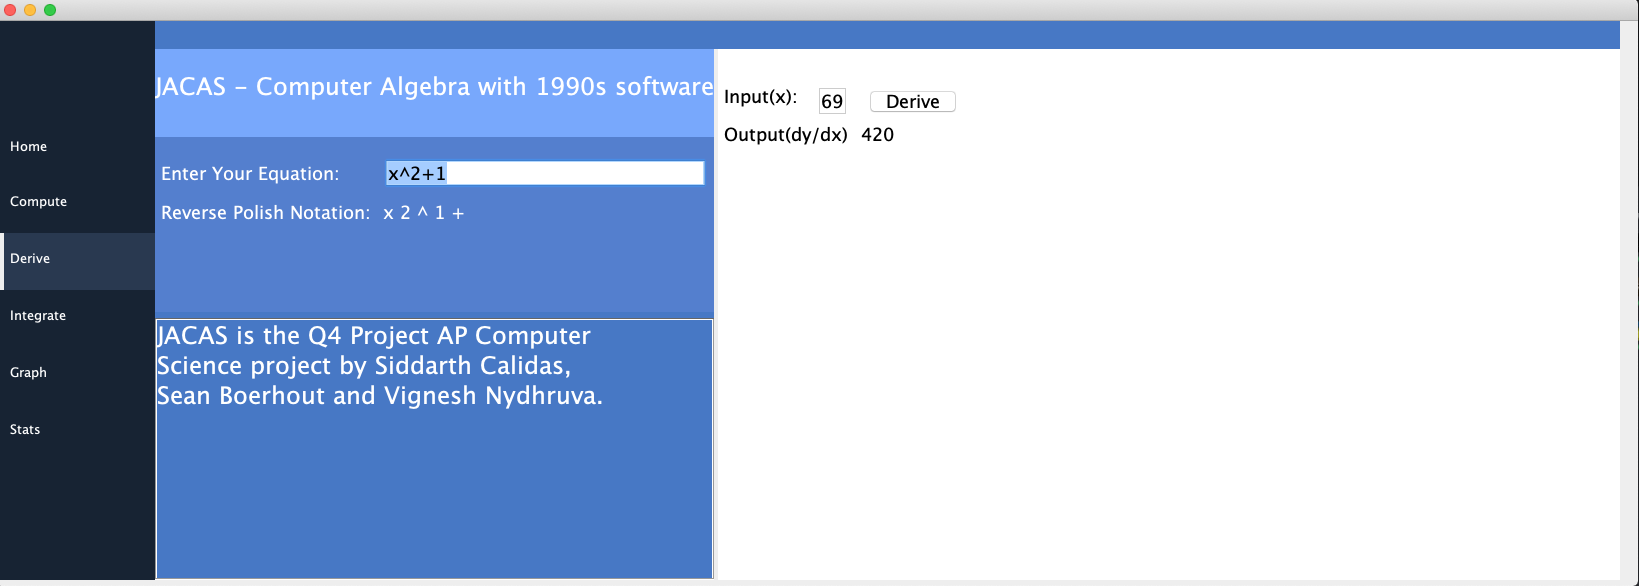 Home
Compute
Derive
Integrate
Graph
Stats
JACAS - Computer Algebra with 1990s software
Enter Your Equation: x^2+1
Reverse Polish Notation: x 2 ^ 1 +
JACAS is the Q4 Project AP Computer
Science project by Siddarth Calidas,
Sean Boerhout and Vignesh Nydhruva.
Input(x): 69 Derive
Output(dy/dx) 420